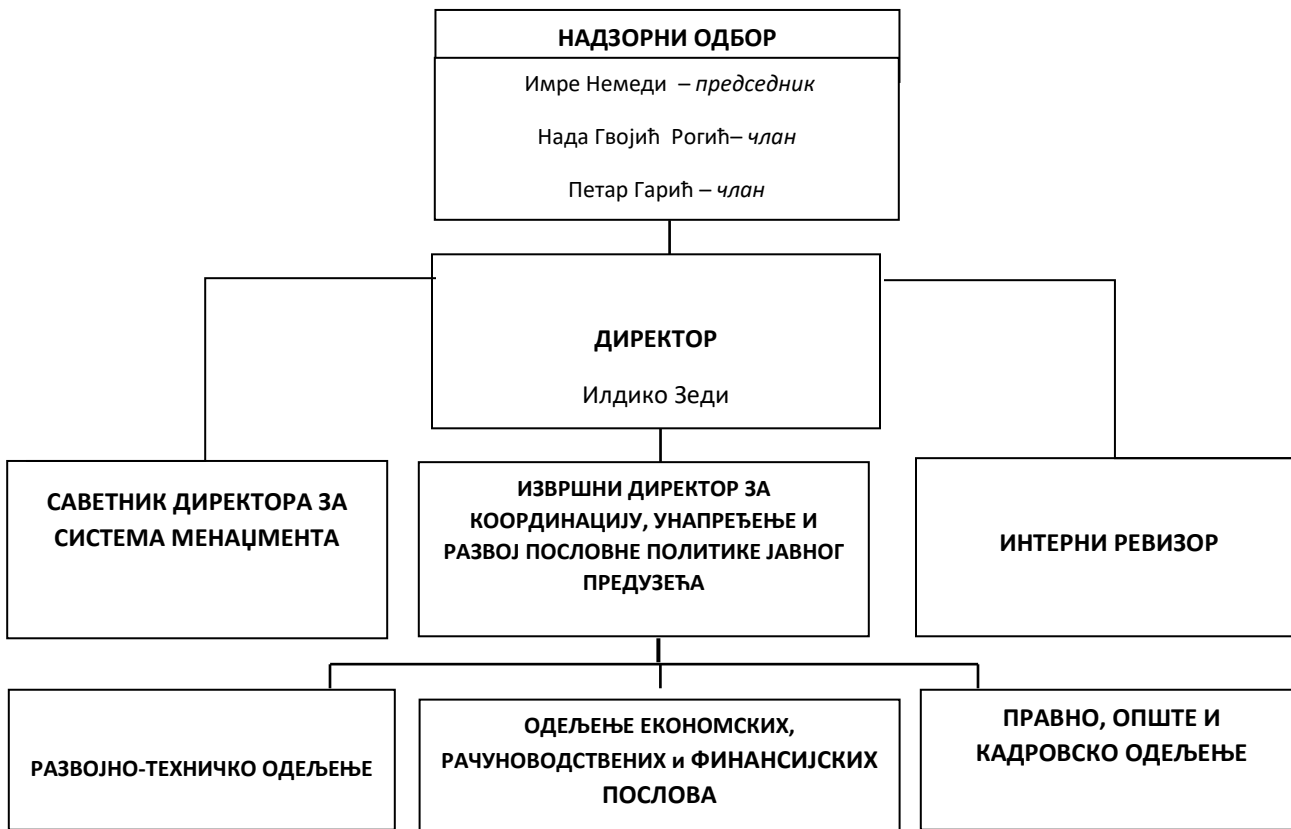 НАДЗОРНИ ОДБОР
Имре Немеди – председник
Нада Гвојић Рогић– члан
Петар Гарић – члан
ДИРЕКТОР
Илдико Зеди
САВЕТНИК ДИРЕКТОРА ЗА
СИСТЕМА МЕНАЏМЕНТА
ИЗВРШНИ ДИРЕКТОР ЗА
КООРДИНАЦИЈУ, УНАПРЕЂЕЊЕ И
РАЗВОЈ ПОСЛОВНЕ ПОЛИТИКЕ ЈАВНОГ
ПРЕДУЗЕЋА
ИНТЕРНИ РЕВИЗОР
РАЗВОЈНО-ТЕХНИЧКО ОДЕЉЕЊЕ
ОДЕЉЕЊЕ ЕКОНОМСКИХ,
РАЧУНОВОДСТВЕНИХ и ФИНАНСИЈСКИХ
ПОСЛОВА
ПРАВНО, ОПШТЕ И
КАДРОВСКО ОДЕЉЕЊЕ